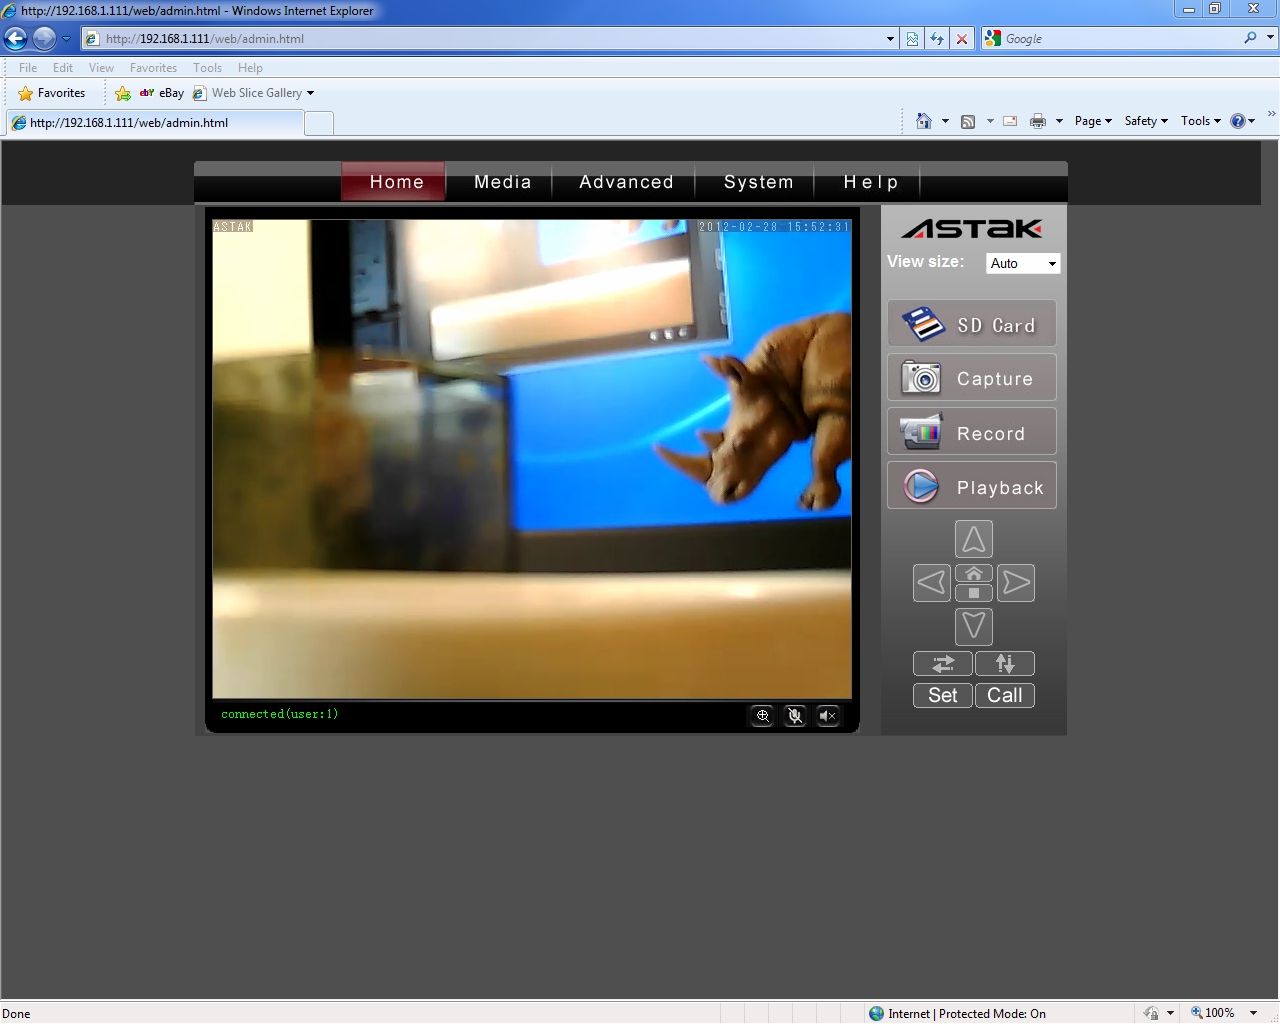 http://192.168.1.111/web/admin.html - Windows Internet Explorer
http://192.168.1.111/web/admin.html
Google
File Edit View Favorites Tools Help
Favorites
ebY eBay
Web Slice Gallery
http://192.168.1.111/web/admin.html
Page Safety Tools
Home Media Advanced System Help
ASTAK
2012-02-28 15:52:31
ASTAK
View size: Auto
SD Card
Capture
Record
Playback
Set Call
connected(user:1)
Done
Internet | Protected Mode: On
100%